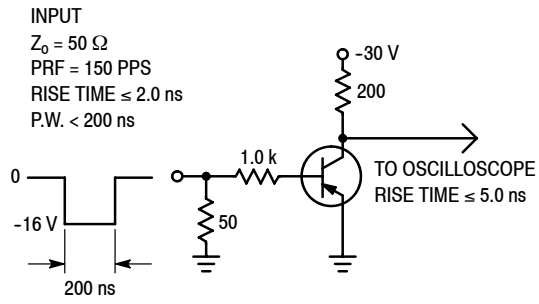 INPUT
Zo = 50 Ω
PRF = 150 PPS
RISE TIME ≤ 2.0 ns
P.W. < 200 ns
-30 V
200
1.0 k
TO OSCILLOSCOPE
RISE TIME ≤ 5.0 ns
0
-16 V
50
200 ns